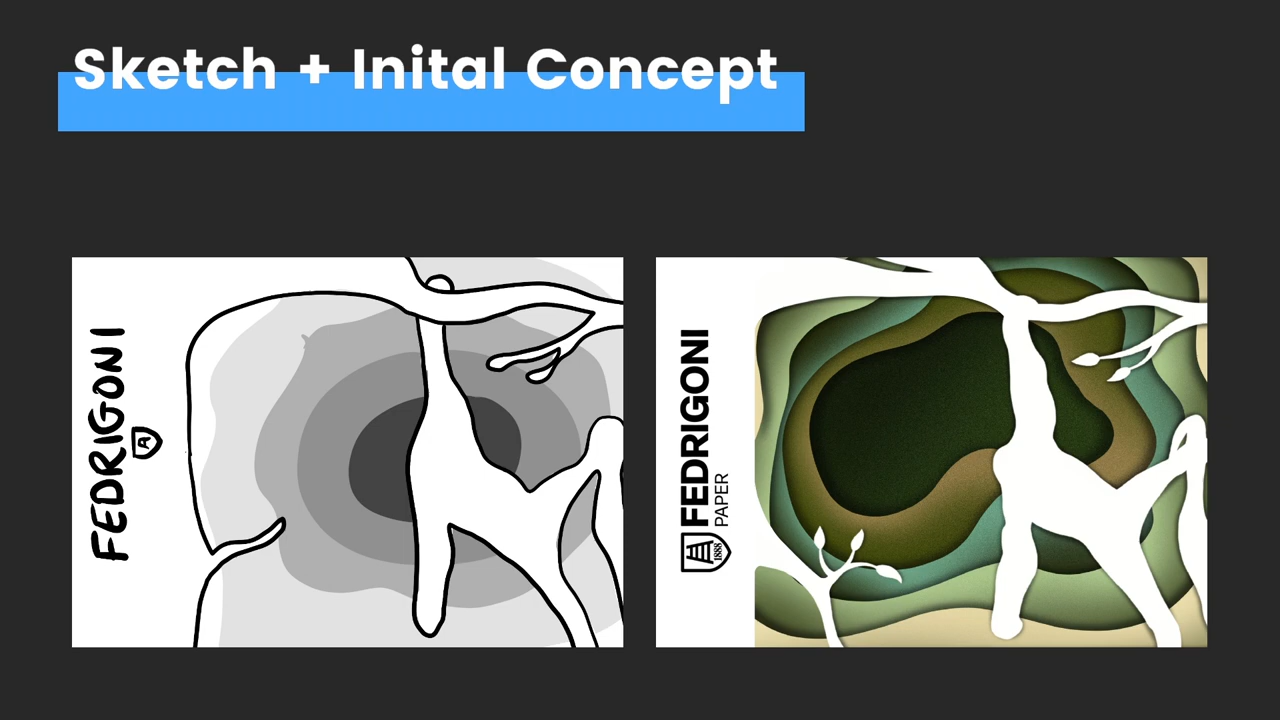 Sketch + Inital Concept
FEDRIGONI
A
FEDRIGONI
PAPER
1888